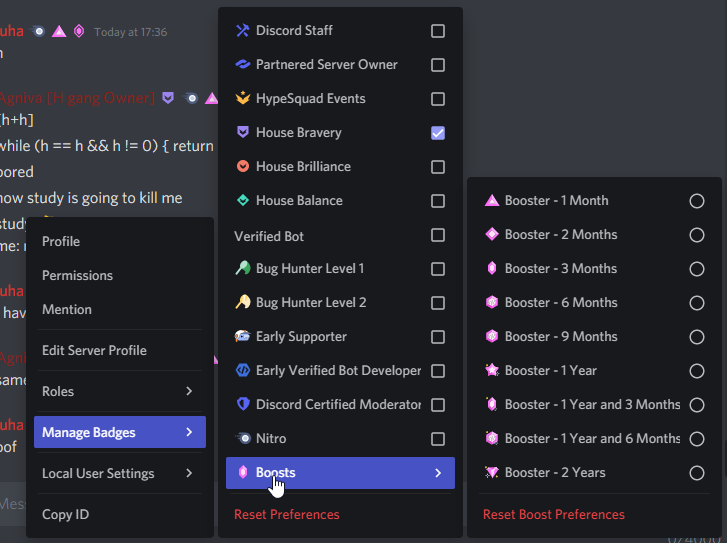 uha Today at 17:36
Agniva [H gang Owner]
[h+h]
while (h == h && h != 0) { return
bored
now study is going to kill me
study
me:
uha
hav
Agni
same
uha
oof
Mess
Profile
Permissions
Mention
Edit Server Profile
Roles
Manage Badges
Local User Settings
Copy ID
Discord Staff
Partnered Server Owner
HypeSquad Events
House Bravery
House Brilliance
House Balance
Verified Bot
Bug Hunter Level 1
Bug Hunter Level 2
Early Supporter
Early Verified Bot Developer
Discord Certified Moderator
Nitro
Boosts
Reset Preferences
Booster - 1 Month
Booster - 2 Months
Booster - 3 Months
Booster - 6 Months
Booster - 9 Months
Booster - 1 Year
Booster - 1 Year and 3 Months
Booster - 1 Year and 6 Months
Booster - 2 Years
Reset Boost Preferences
0/4000